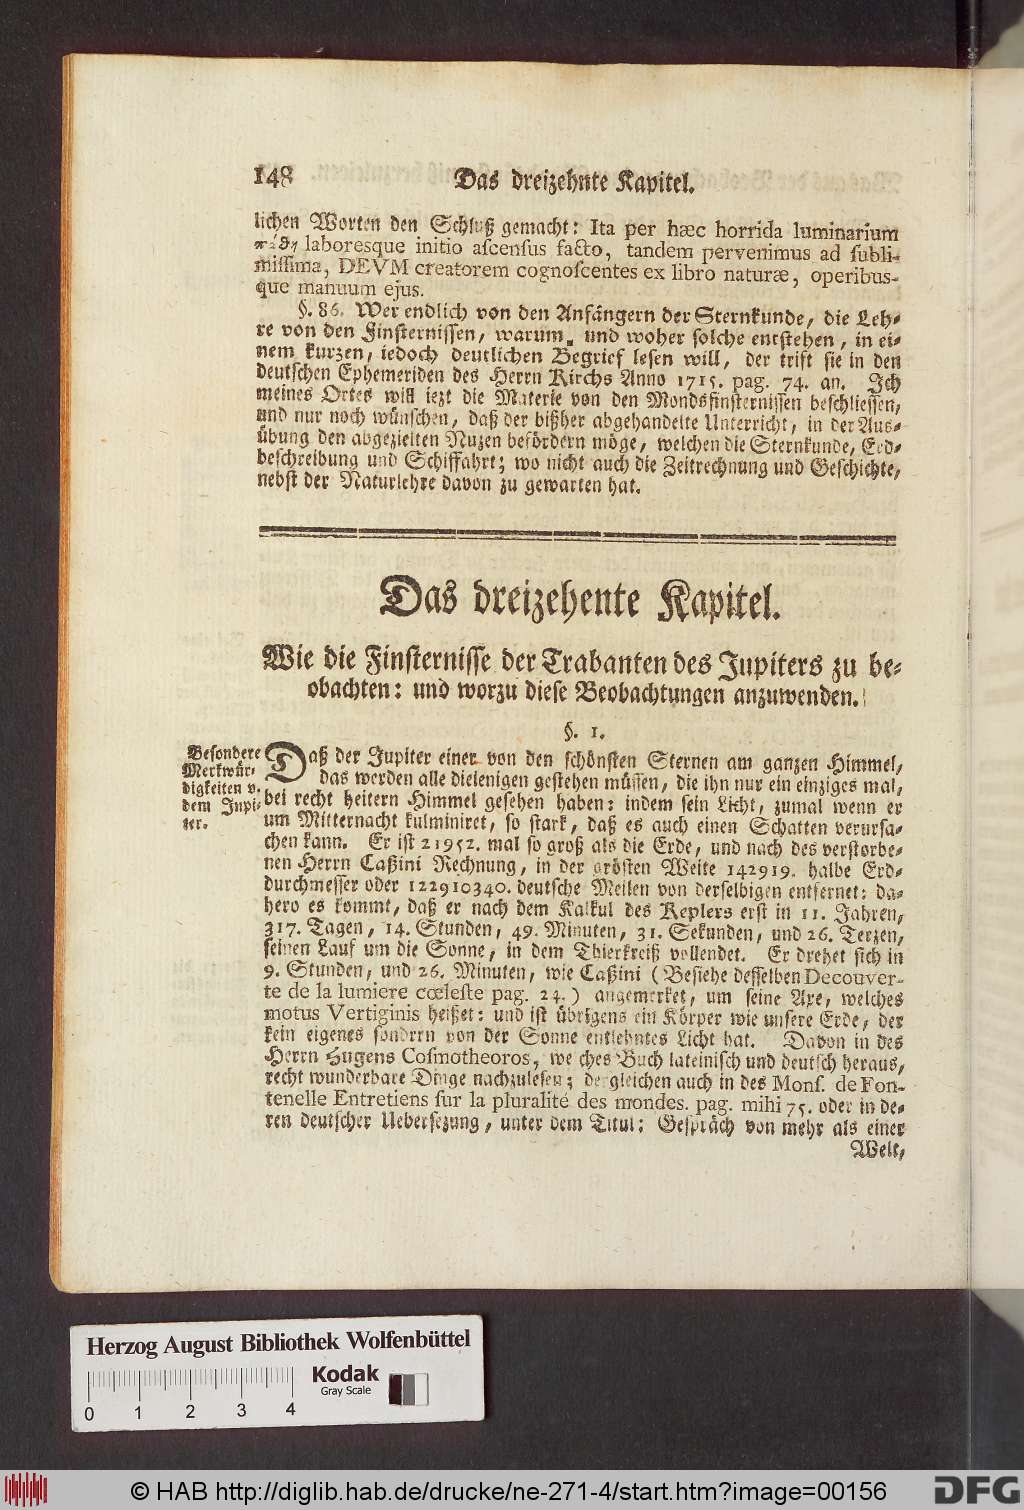 148 Das dreizehnte Kapitel.
lichen Worten den Schluß gemacht: Ita per hæc horrida luminarium
πάθη laboresque initio ascensus facto, tandem pervenimus ad subli-
missima, DEVM creatorem cognoscentes ex libro naturæ, operibus-
que manuum ejus.
§. 86. Wer endlich von den Anfängern der Sternkunde, die Leh-
re von den Finsternissen, warum, und woher solche entstehen, in ei-
nem kurzen, iedoch deutlichen Begrief lesen will, der trift sie in den
deutschen Ephemeriden des Herrn Kirchs Anno 1715. pag. 74. an. Ich
meines Ortes will iezt die Materie von den Mondsfinsternissen beschliessen,
und nur noch wünschen, daß der bißher abgehandelte Unterricht, in der Aus-
übung den abgezielten Nuzen befördern möge, welchen die Sternkunde, Erd-
beschreibung und Schiffahrt; wo nicht auch die Zeitrechnung und Geschichte,
nebst der Naturlehre davon zu gewarten hat.
Das dreizehente Kapitel.
Wie die Finsternisse der Trabanten des Jupiters zu be-
obachten: und worzu diese Beobachtungen anzuwenden.
§. 1.
Besondere
Merkwür-
digkeiten v.
dem Jupi-
ter.
Daß der Jupiter einer von den schönsten Sternen am ganzen Himmel,
das werden alle dieienigen gestehen müssen, die ihn nur ein einziges mal,
bei recht heitern Himmel gesehen haben: indem sein Licht, zumal wenn er
um Mitternacht kulminiret, so stark, daß es auch einen Schatten verursa-
chen kann. Er ist 21952. mal so groß als die Erde, und nach des verstorbe-
nen Herrn Caßini Rechnung, in der grösten Weite 142919. halbe Erd-
durchmesser oder 122910340. deutsche Meilen von derselbigen entfernet: da-
hero es kommt, daß er nach dem Kalkul des Keplers erst in 11. Jahren,
317. Tagen, 14. Stunden, 49. Minuten, 31. Sekunden, und 26. Terzen,
seinen Lauf um die Sonne, in dem Thierkreiß vollendet. Er drehet sich in
9. Stunden, und 26. Minuten, wie Caßini (Besiehe desselben Decouver-
te de la lumiere cœleste pag. 24.) angemerket, um seine Axe, welches
motus Vertiginis heißet: und ist übrigens ein Körper wie unsere Erde, der
kein eigenes sondern von der Sonne entlehntes Licht hat. Davon in des
Herrn Hugens Cosmotheoros, welches Buch lateinisch und deutsch heraus,
recht wunderbare Dinge nachzulesen; dergleichen auch in des Mons. de Fon-
tenelle Entretiens sur la pluralité des mondes. pag. mihi 75. oder in de-
ren deutscher Uebersezung, unter dem Titul: Gespräch von mehr als einer
Welt,
Herzog August Bibliothek Wolfenbüttel
Kodak
Gray Scale
0 1 2 3 4
© HAB http://diglib.hab.de/drucke/ne-271-4/start.htm?image=00156
DFG